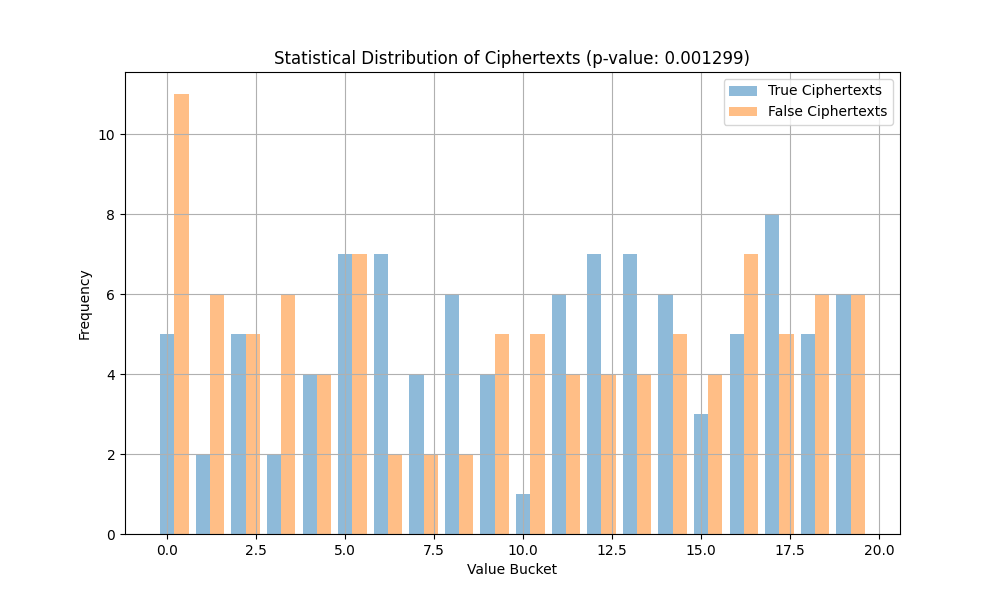 Statistical Distribution of Ciphertexts (p-value: 0.001299)
True Ciphertexts
False Ciphertexts
10
8
6
4
2
0
Frequency
0.0 2.5 5.0 7.5 10.0 12.5 15.0 17.5 20.0
Value Bucket